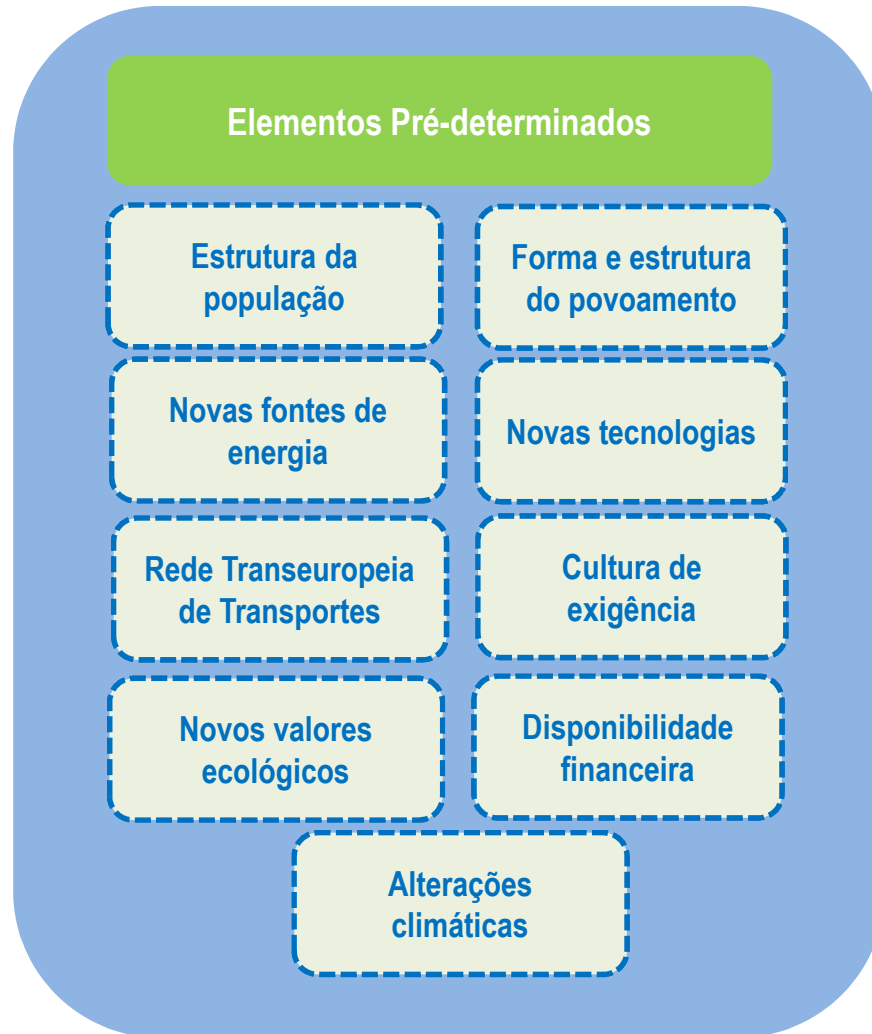 Elementos Pré-determinados
Estrutura da
população
Forma e estrutura
do povoamento
Novas fontes de
energia
Novas tecnologias
Rede Transeuropeia
de Transportes
Cultura de
exigência
Novos valores
ecológicos
Disponibilidade
financeira
Alterações
climáticas